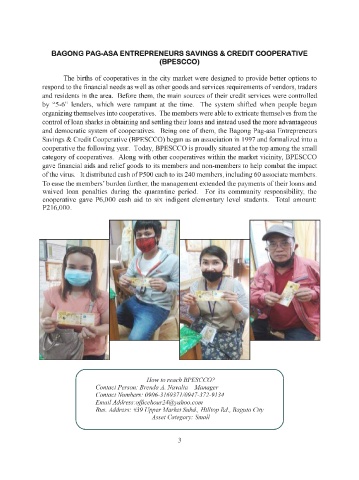 BAGONG PAG-ASA ENTREPRENEURS SAVINGS & CREDIT COOPERATIVE
(BPESCCO)
The births of cooperatives in the city market were designed to provide better options to
respond to the financial needs as well as other goods and services requirements of vendors, traders
and residents in the area. Before them, the main sources of their credit services were controlled
by “5-6” lenders, which were rampant at the time. The system shifted when people began
organizing themselves into cooperatives. The members were able to extricate themselves from the
control of loan sharks in obtaining and settling their loans and instead used the more advantageous
and democratic system of cooperatives. Being one of them, the Bagong Pag-asa Entrepreneurs
Savings & Credit Cooperative (BPESCCO) began as an association in 1997 and formalized into a
cooperative the following year. Today, BPESCCO is proudly situated at the top among the small
category of cooperatives. Along with other cooperatives within the market vicinity, BPESCCO
gave financial aids and relief goods to its members and non-members to help combat the impact
of the virus. It distributed cash of P500 each to its 240 members, including 60 associate members.
To ease the members’ burden further, the management extended the payments of their loans and
waived loan penalties during the quarantine period. For its community responsibility, the
cooperative gave P6,000 cash aid to six indigent elementary level students. Total amount:
P216,000.
How to reach BPESCCO?
Contact Person: Brenda A. Navalta – Manager
Contact Numbers: 0906-3169371/0947-372-9134
Email Address:officehour24@yahoo.com
Bus. Address: #39 Upper Market Subd., Hilltop Rd., Baguio City
Asset Category: Small
3